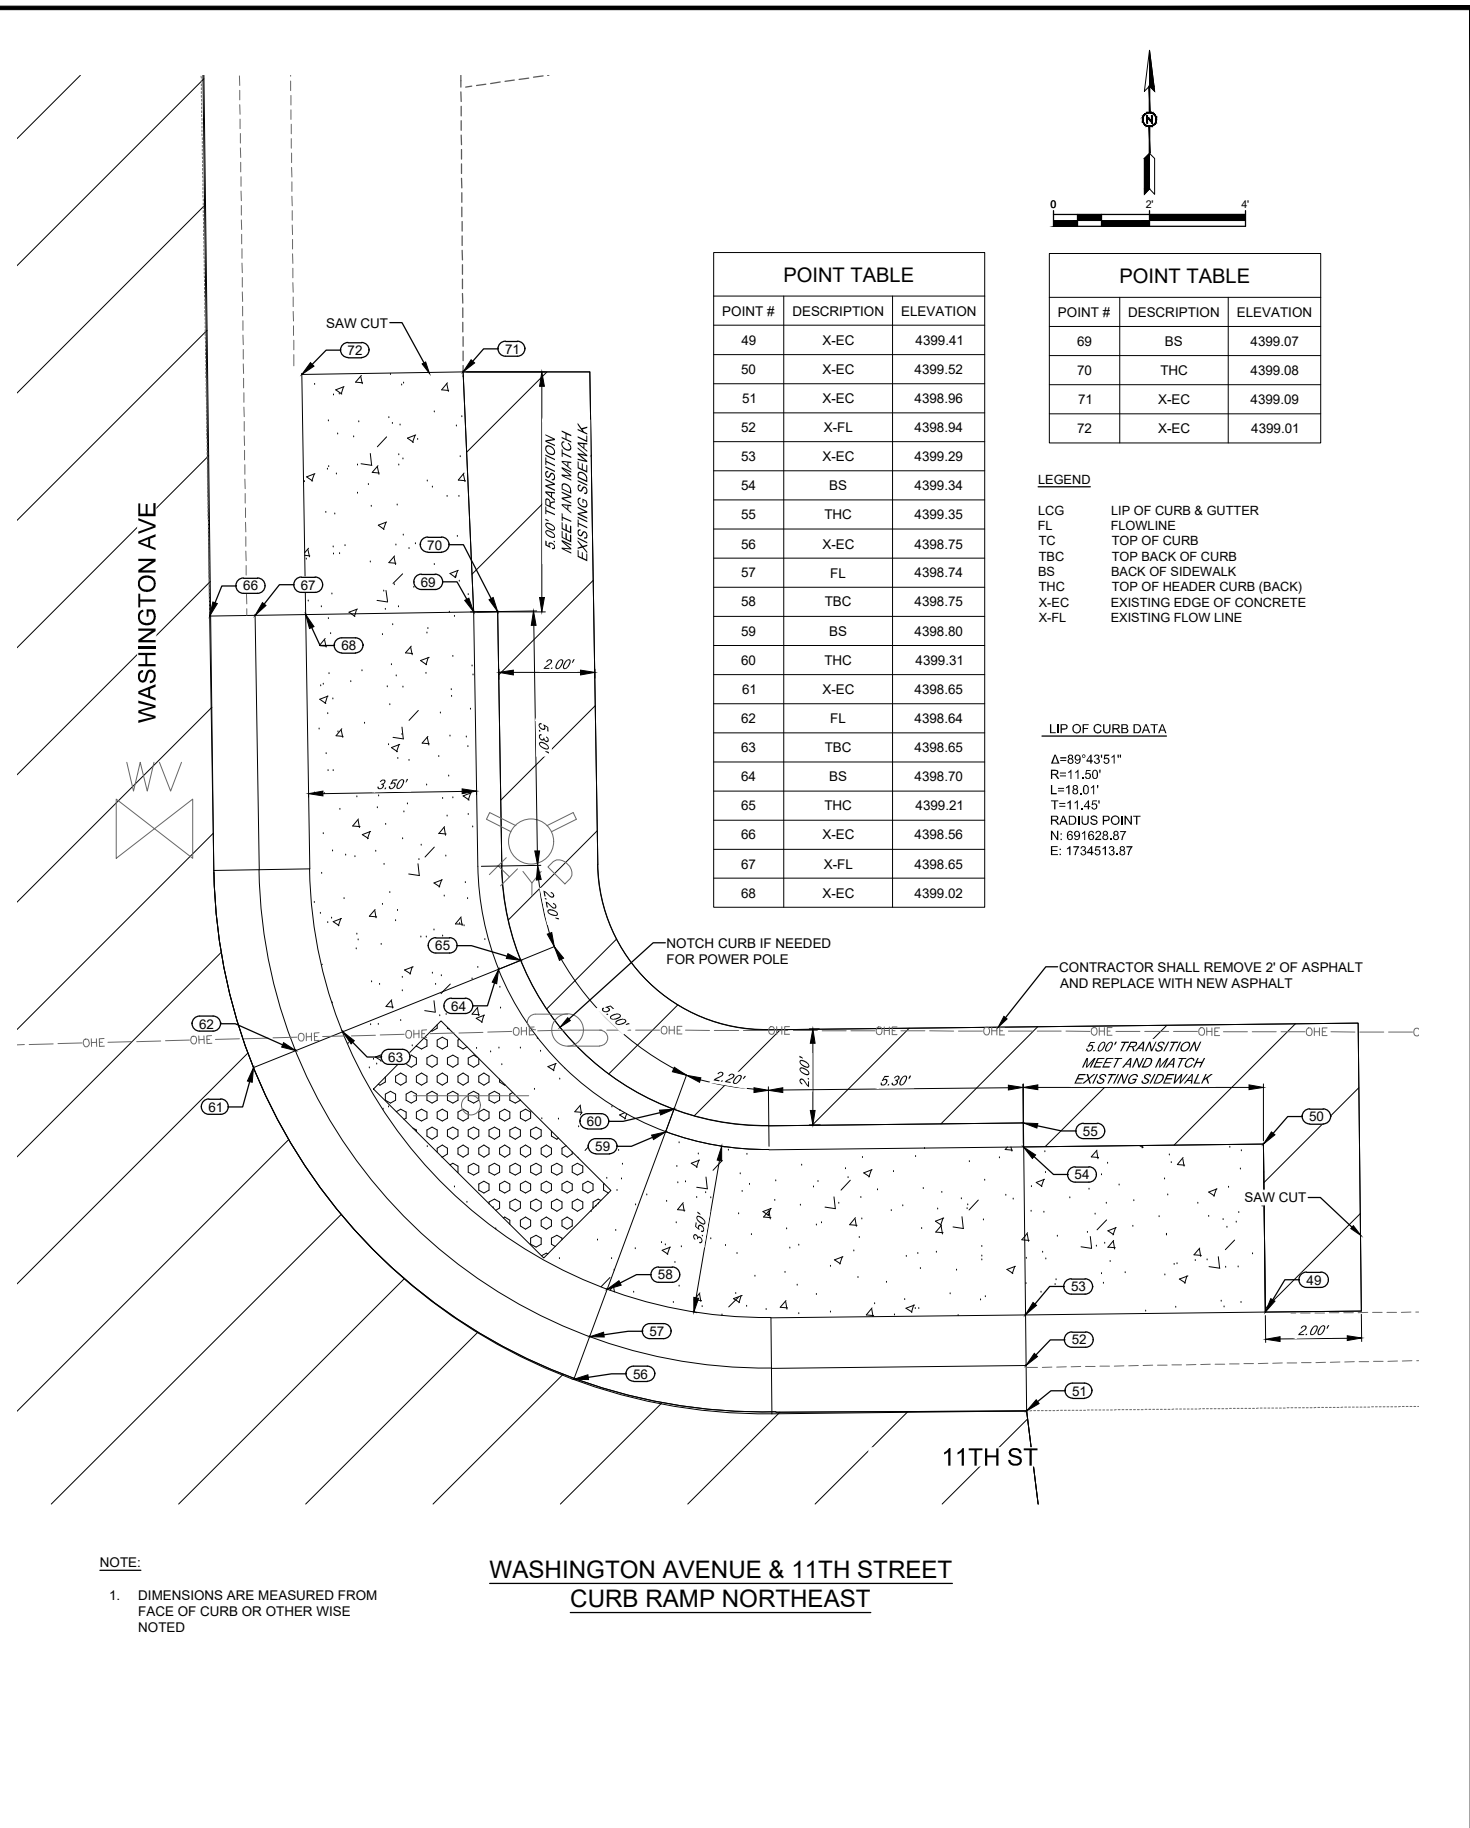 N
0 2' 4'
POINT TABLE
POINT # DESCRIPTION ELEVATION
49 X-EC 4399.41
50 X-EC 4399.52
51 X-EC 4398.96
52 X-FL 4398.94
53 X-EC 4399.29
54 BS 4399.34
55 THC 4399.35
56 X-EC 4398.75
57 FL 4398.74
58 TBC 4398.75
59 BS 4398.80
60 THC 4399.31
61 X-EC 4398.65
62 FL 4398.64
63 TBC 4398.65
64 BS 4398.70
65 THC 4399.21
66 X-EC 4398.56
67 X-FL 4398.65
68 X-EC 4399.02
POINT TABLE
POINT # DESCRIPTION ELEVATION
69 BS 4399.07
70 THC 4399.08
71 X-EC 4399.09
72 X-EC 4399.01
LEGEND
LCG LIP OF CURB & GUTTER
FL FLOWLINE
TC TOP OF CURB
TBC TOP BACK OF CURB
BS BACK OF SIDEWALK
THC TOP OF HEADER CURB (BACK)
X-EC EXISTING EDGE OF CONCRETE
X-FL EXISTING FLOW LINE
LIP OF CURB DATA
Δ=89°43'51"
R=11.50'
L=18.01'
T=11.45'
RADIUS POINT
N: 691628.87
E: 1734513.87
SAW CUT
72
71
5.00' TRANSITION
MEET AND MATCH
EXISTING SIDEWALK
WASHINGTON AVE
70
69
66
67
68
2.00'
5.30'
3.50'
WV
HYD
2.20'
65
64
NOTCH CURB IF NEEDED
FOR POWER POLE
CONTRACTOR SHALL REMOVE 2' OF ASPHALT
AND REPLACE WITH NEW ASPHALT
5.00'
62
63
61
OHE OHE OHE OHE OHE OHE OHE OHE OHE OHE OHE OHE
5.00' TRANSITION
MEET AND MATCH
EXISTING SIDEWALK
2.20'
2.00'
5.30'
60
59
55
50
54
SAW CUT
3.50'
58
53
49
57
52
2.00'
56
51
11TH ST
NOTE:
1. DIMENSIONS ARE MEASURED FROM
FACE OF CURB OR OTHER WISE
NOTED
WASHINGTON AVENUE & 11TH STREET
CURB RAMP NORTHEAST